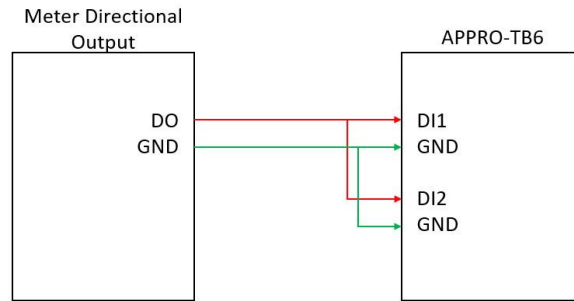 Meter Directional
Output
APPRO-TB6
DO
GND
DI1
GND
DI2
GND